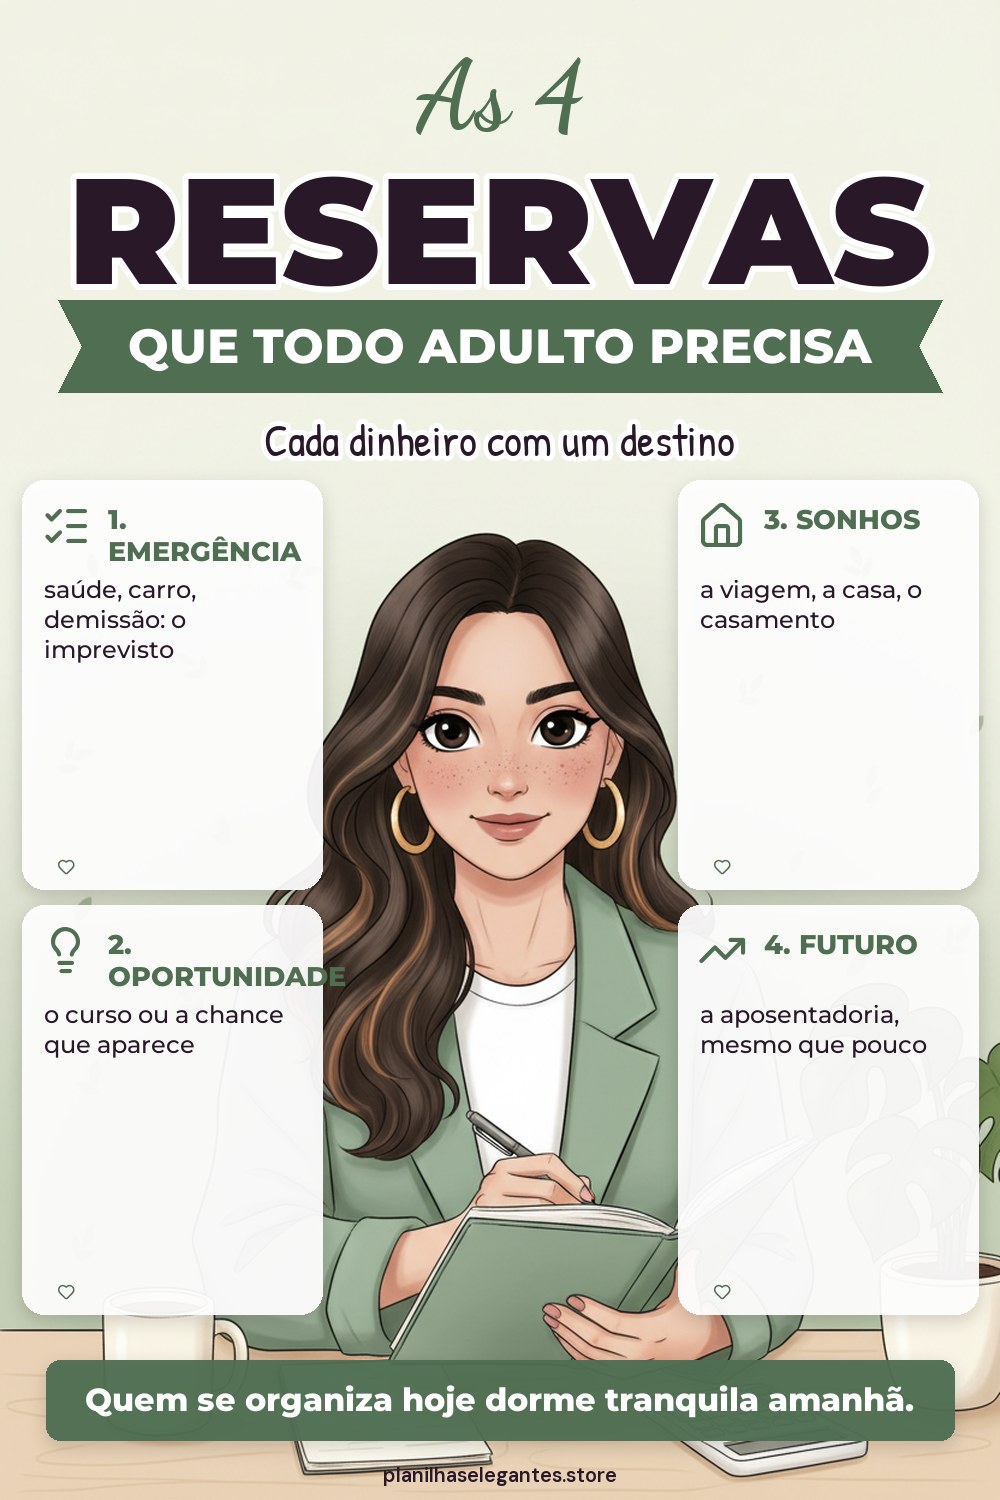 As 4
RESERVAS
QUE TODO ADULTO PRECISA
Cada dinheiro com um destino
1.
EMERGÊNCIA
saúde, carro,
demissão: o
imprevisto
2.
OPORTUNIDADE
o curso ou a chance
que aparece
3. SONHOS
a viagem, a casa, o
casamento
4. FUTURO
a aposentadoria,
mesmo que pouco
Quem se organiza hoje dorme tranquila amanhã.
planilhaselegantes.store